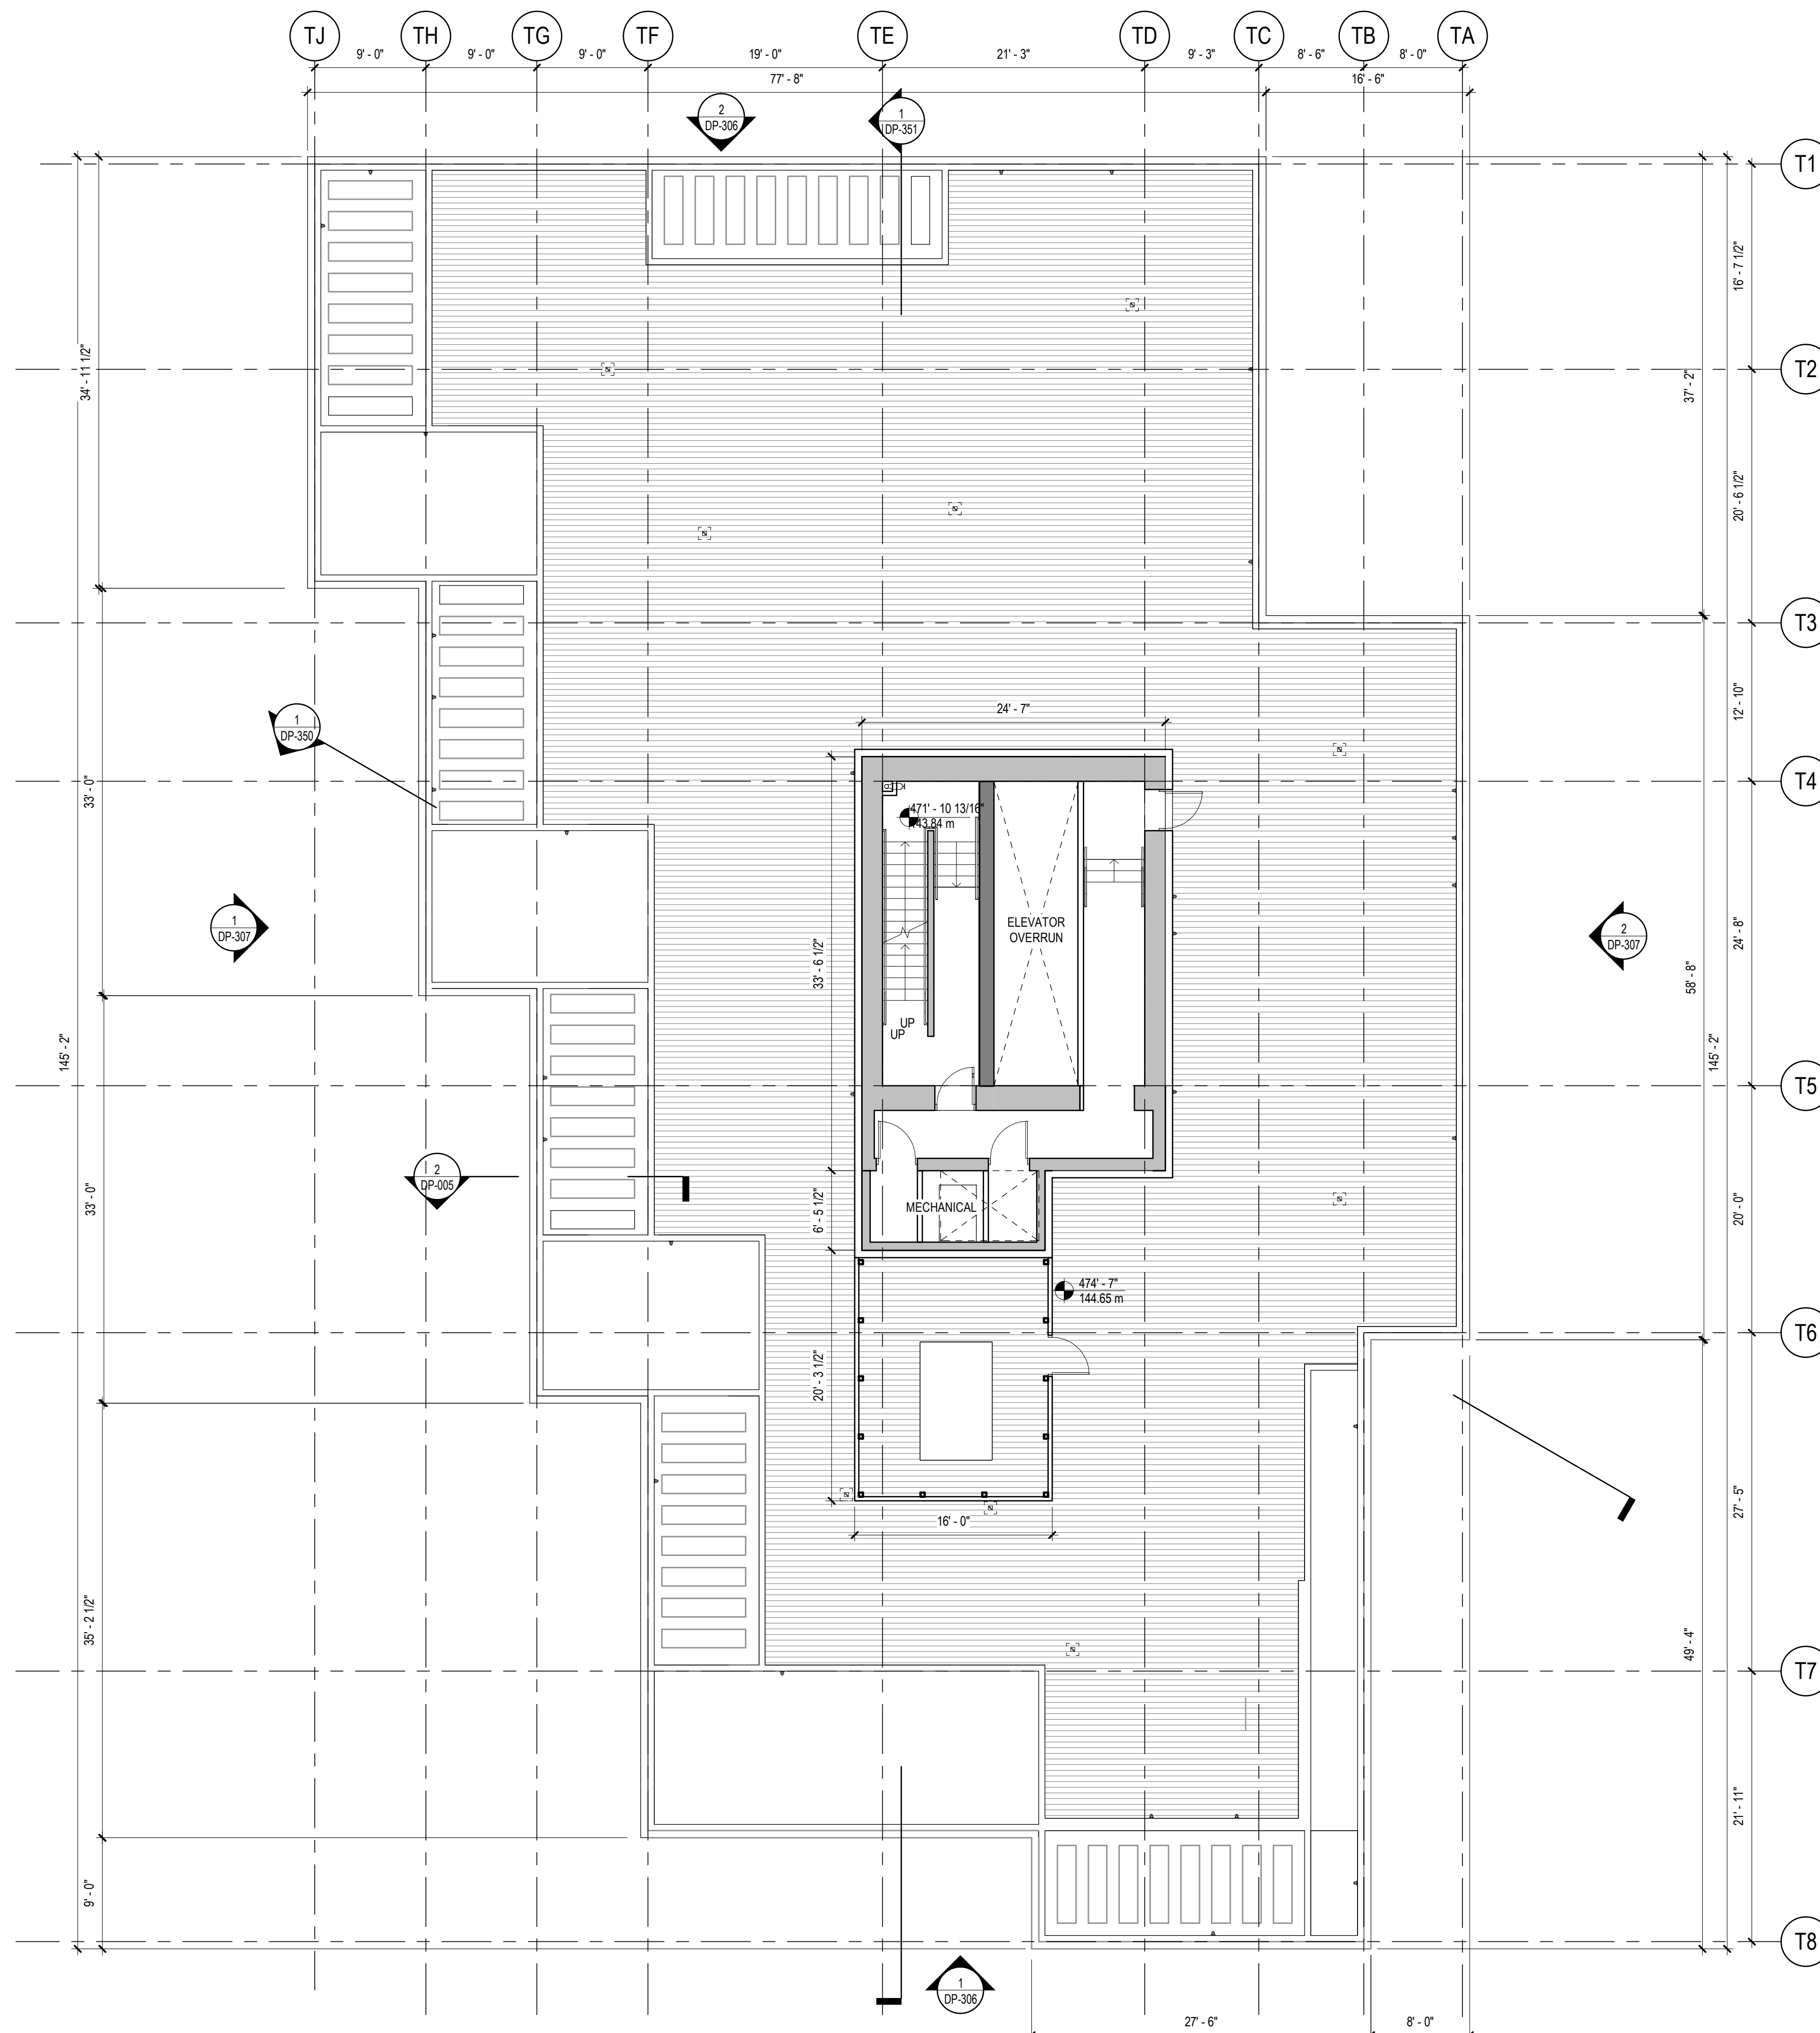 TJ TH TG TF TE TD TC TB TA
9' - 0" 9' - 0" 9' - 0" 19' - 0" 21' - 3" 9' - 3" 8' - 6" 8' - 0"
77' - 8" 16' - 6"
2
DP-306
1
DP-351
T1
16' - 7 1/2"
34' - 11 1/2"
T2
37' - 2"
20' - 6 1/2"
T3
12' - 10"
24' - 7"
1
DP-350
33' - 0"
T4
471' - 10 13/16"
143.84 m
ELEVATOR
OVERRUN
1
DP-307
2
DP-307
24' - 8"
33' - 6 1/2"
58' - 8"
UP
UP
145' - 2"
145' - 2"
T5
2
DP-005
33' - 0"
MECHANICAL
6' - 5 1/2"
20' - 0"
474' - 7"
144.65 m
T6
20' - 3 1/2"
27' - 5"
16' - 0"
35' - 2 1/2"
49' - 4"
T7
21' - 11"
9' - 0"
T8
1
DP-306
27' - 6" 8' - 0"